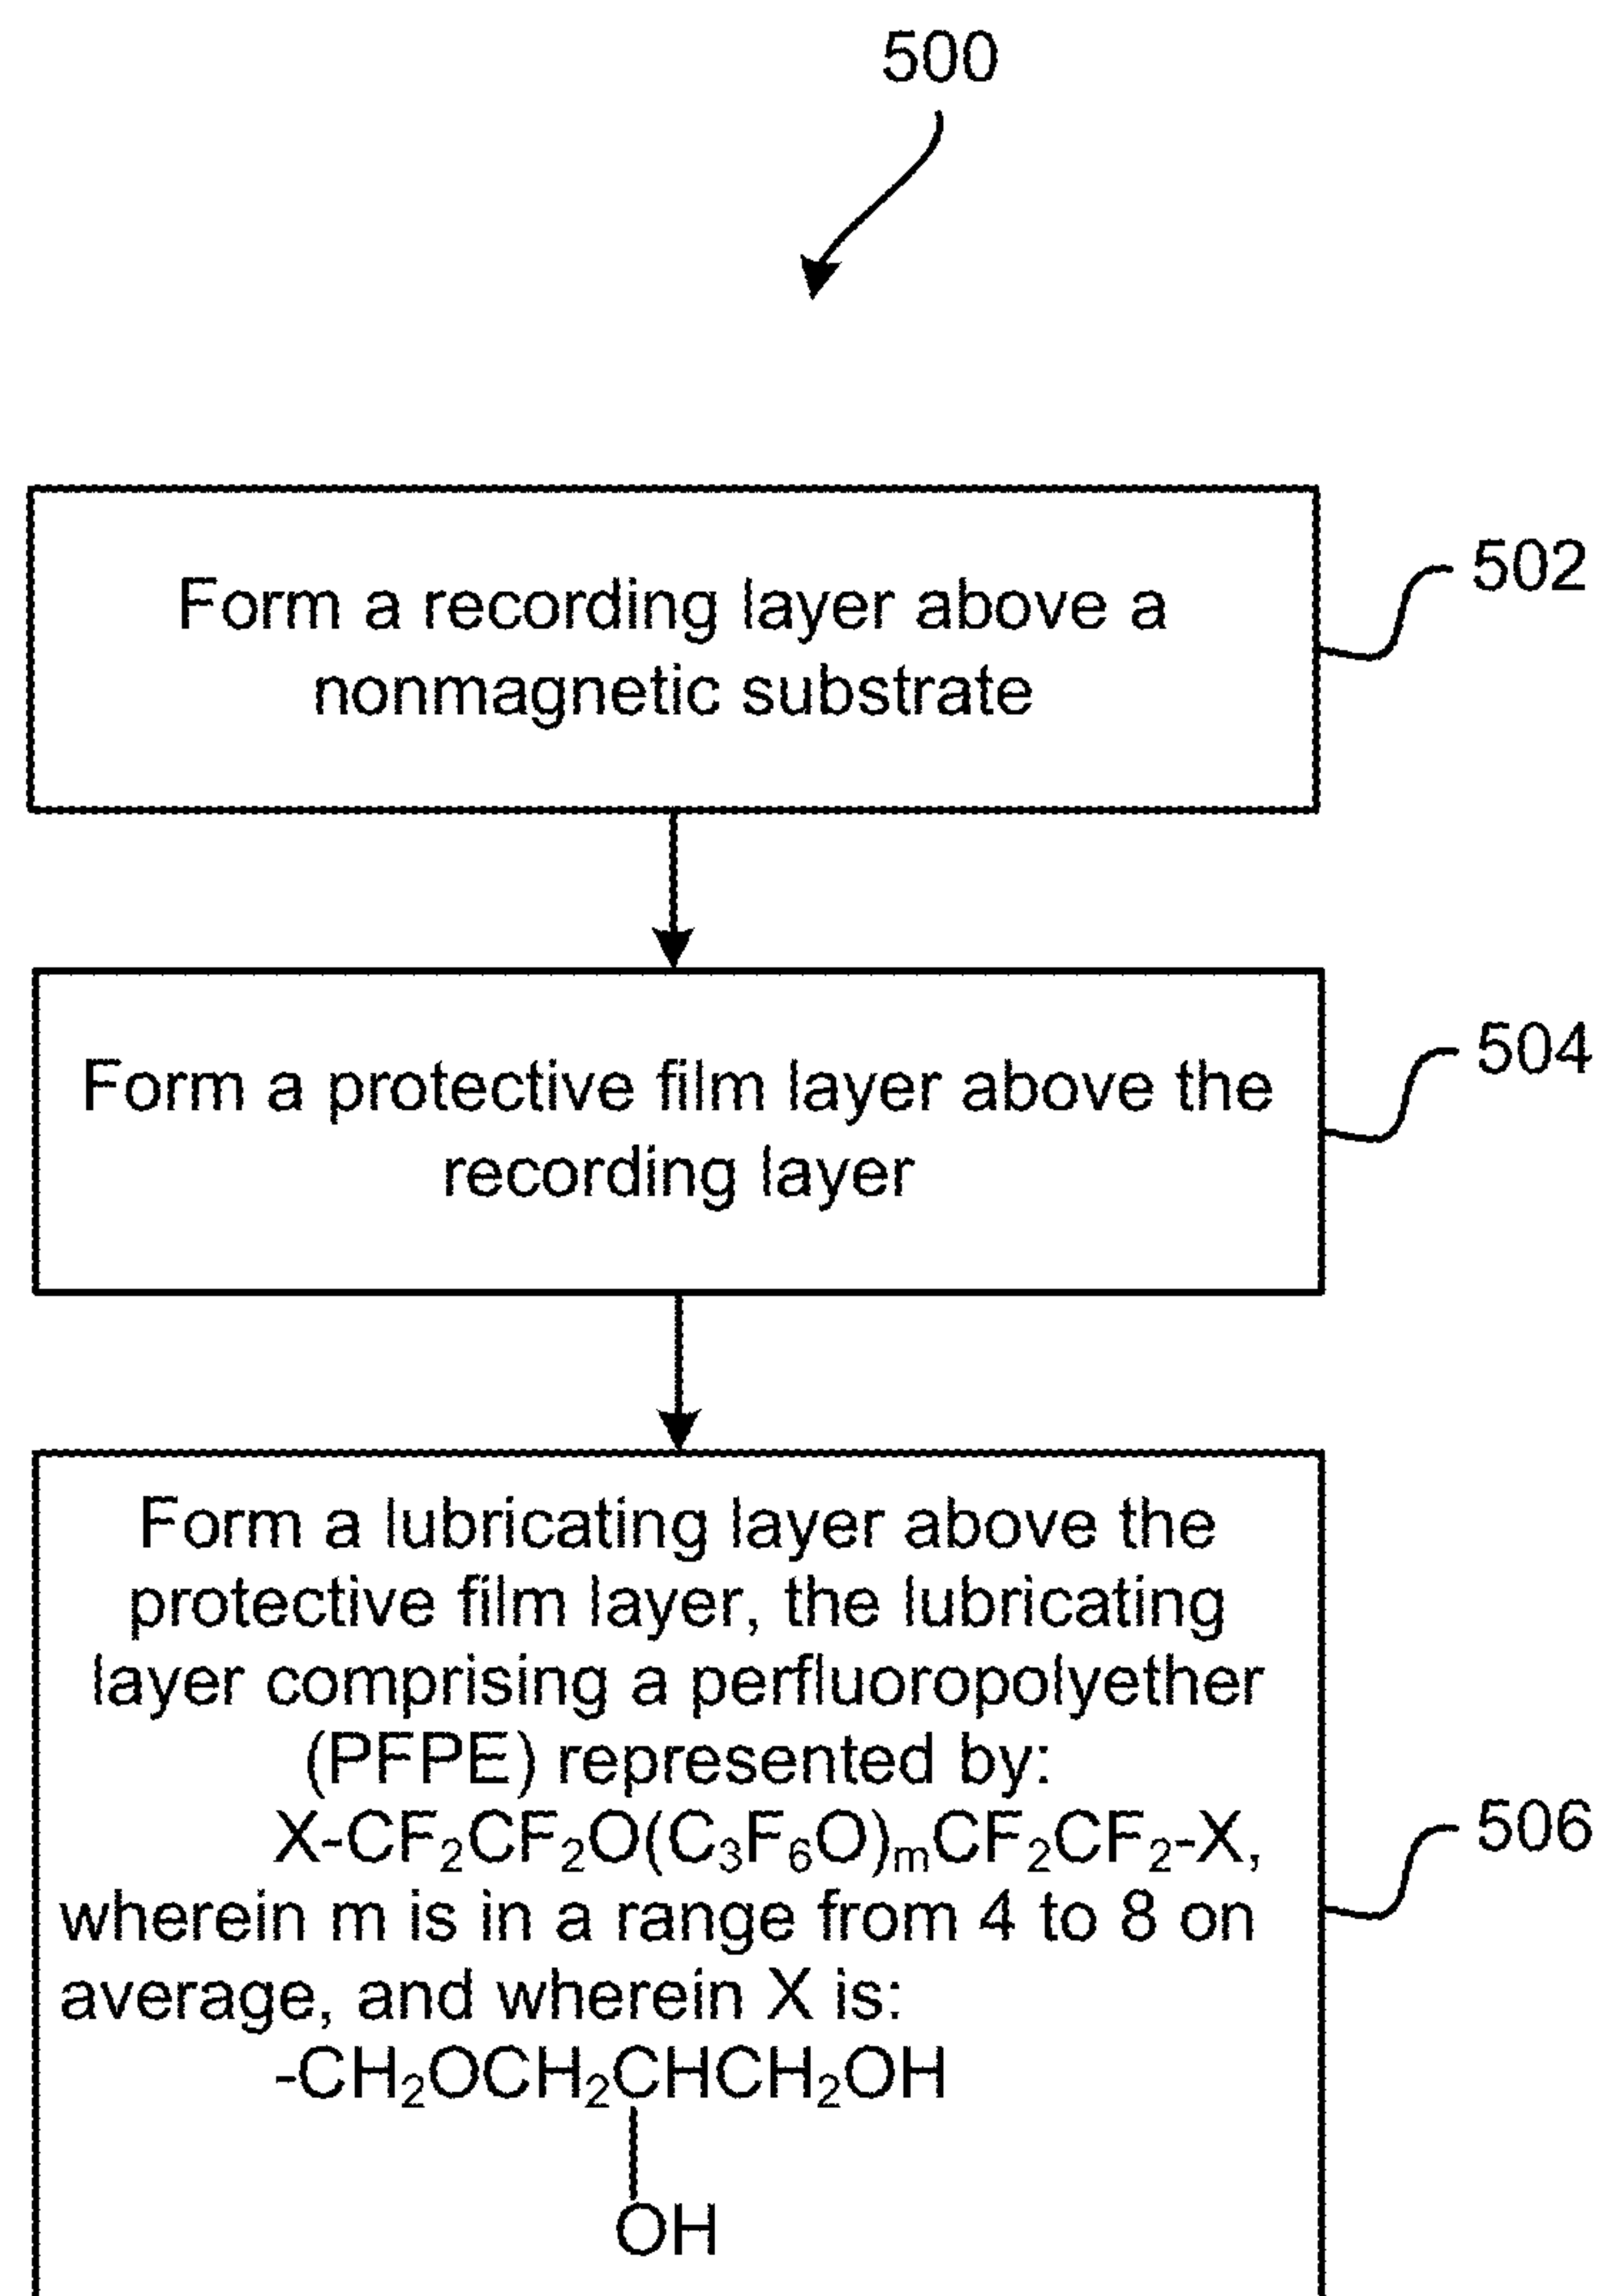 500
Form a recording layer above a
nonmagnetic substrate
502
Form a protective film layer above the
recording layer
504
Form a lubricating layer above the
protective film layer, the lubricating
layer comprising a perfluoropolyether
(PFPE) represented by:
X-CF₂CF₂O(C₃F₆O)ₘCF₂CF₂-X,
wherein m is in a range from 4 to 8 on
average, and wherein X is:
-CH₂OCH₂CHCH₂OH
OH
506